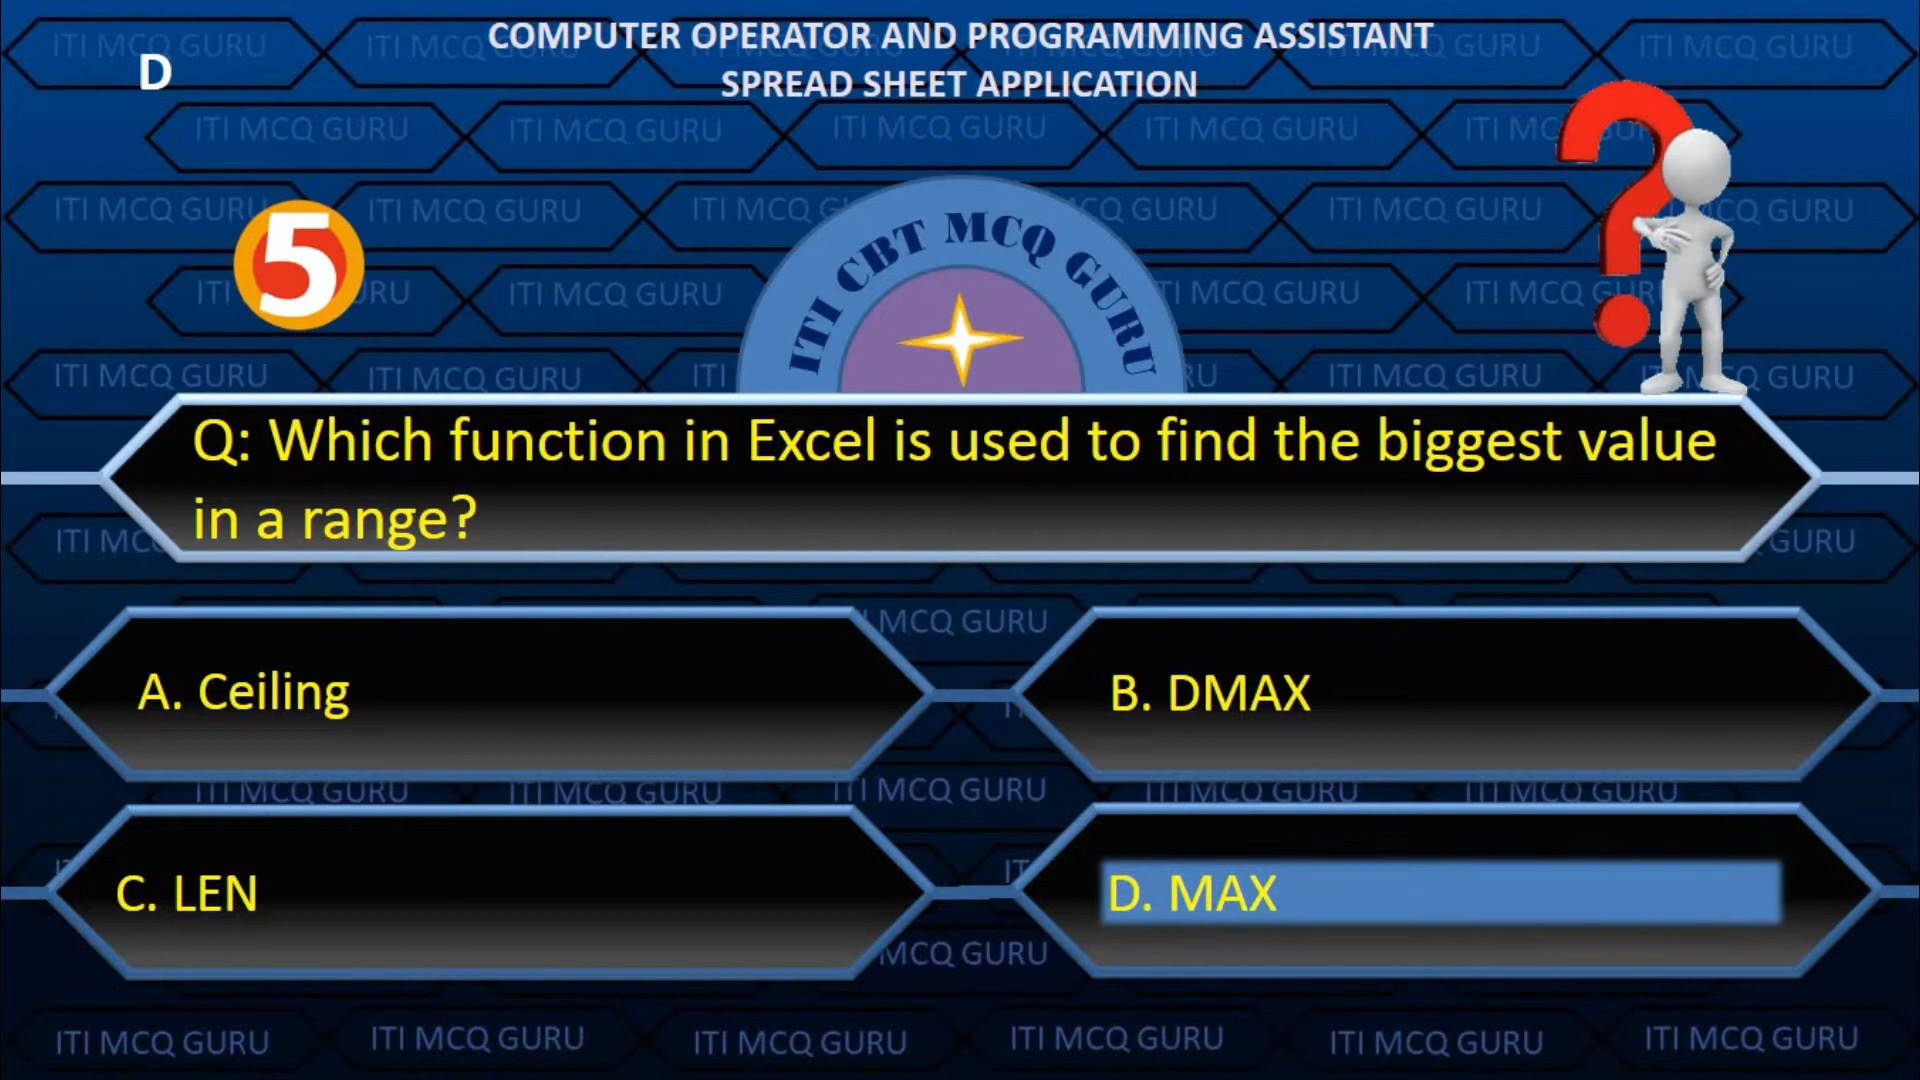 COMPUTER OPERATOR AND PROGRAMMING ASSISTANT
SPREAD SHEET APPLICATION
D
5
ITI CBT MCQ GURU
Q: Which function in Excel is used to find the biggest value
in a range?
A. Ceiling
B. DMAX
C. LEN
D. MAX
ITI MCQ GURU ITI MCQ GURU ITI MCQ GURU ITI MCQ GURU ITI MCQ GURU ITI MCQ GURU